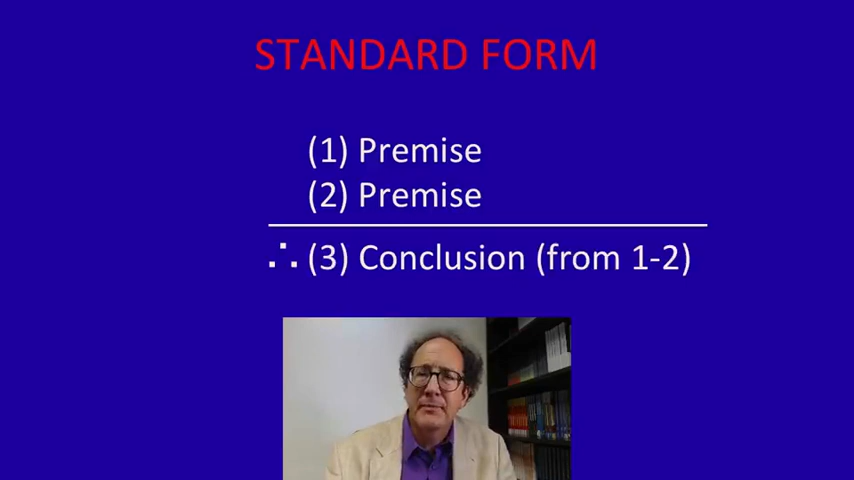 STANDARD FORM
(1) Premise
(2) Premise
∴ (3) Conclusion (from 1-2)